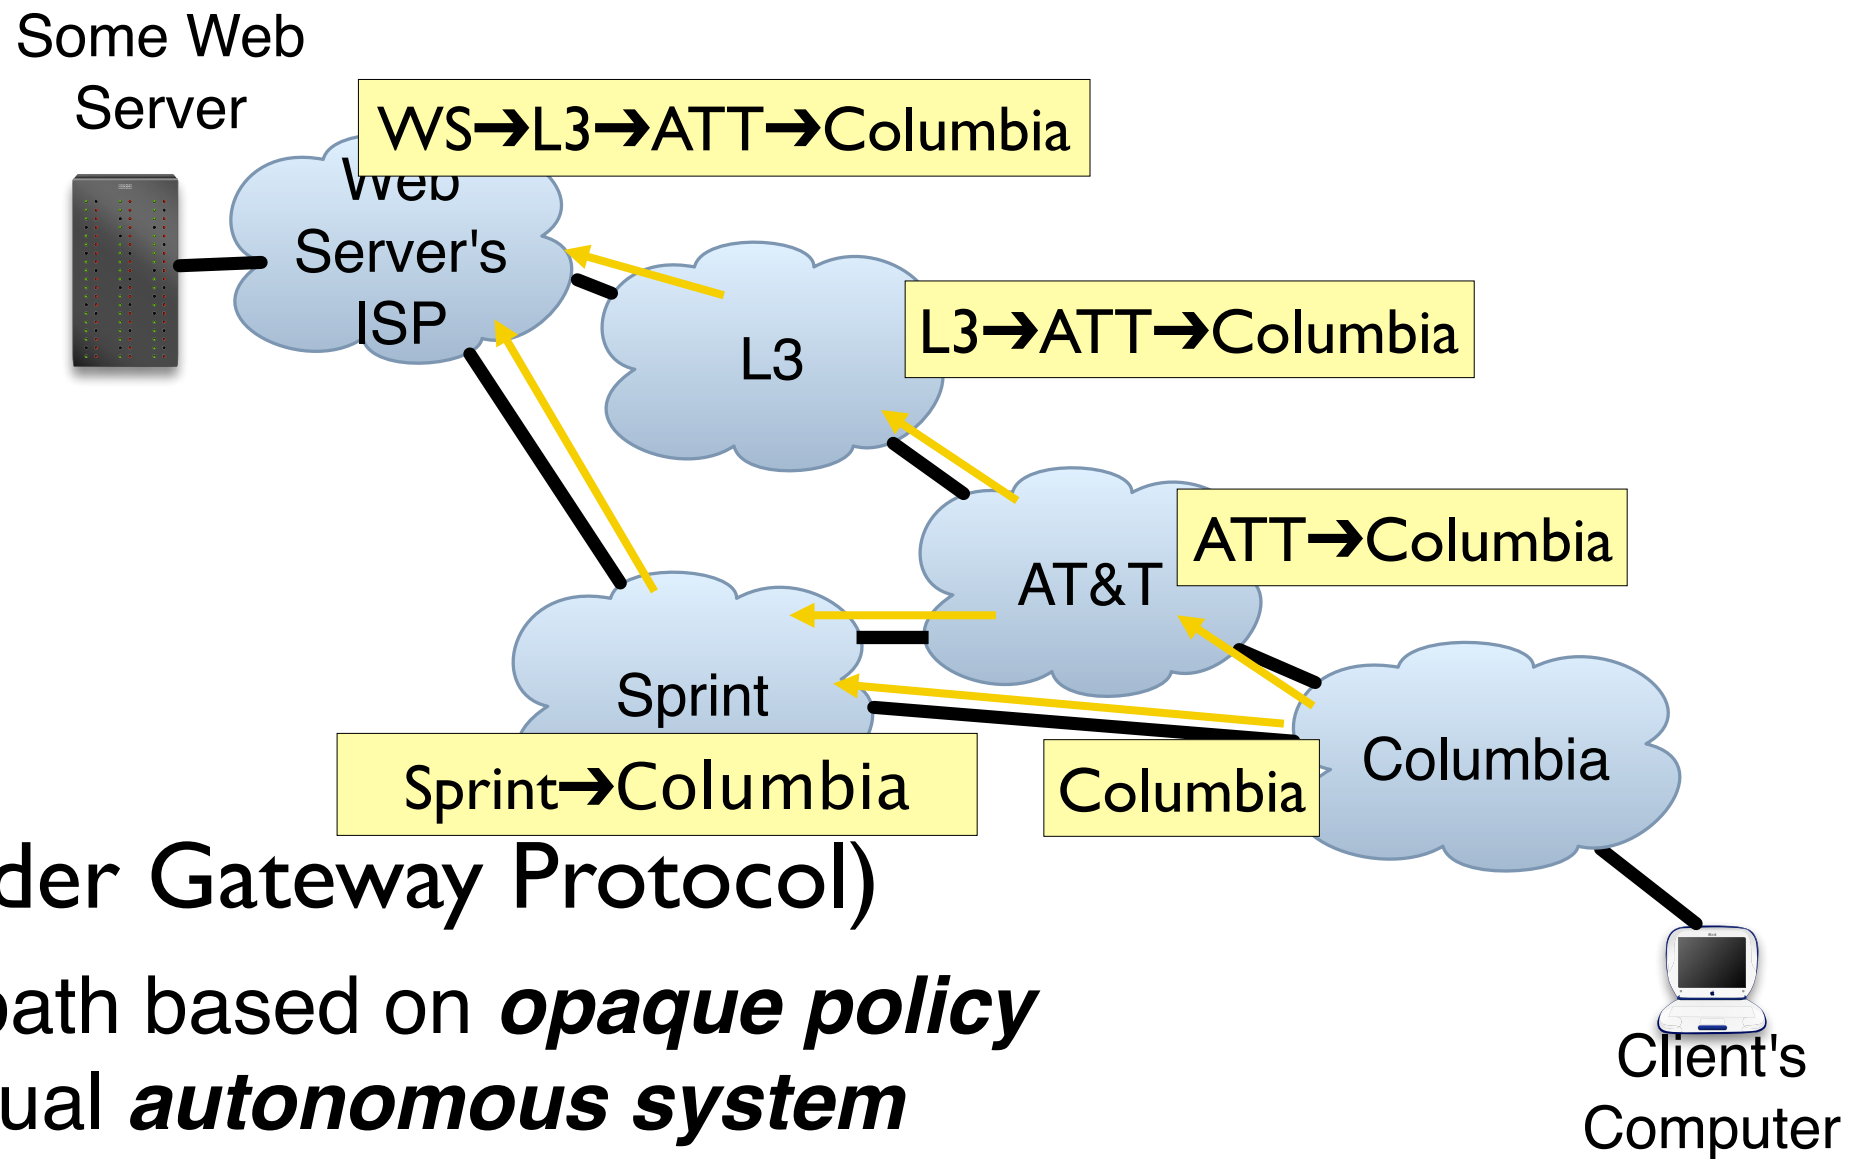 Some Web
Server
WS➔L3➔ATT➔Columbia
Web
Server's
ISP
L3➔ATT➔Columbia
L3
ATT➔Columbia
AT&T
Sprint
Columbia
Sprint➔Columbia
Columbia
der Gateway Protocol)
path based on opaque policy
ual autonomous system
Client's
Computer